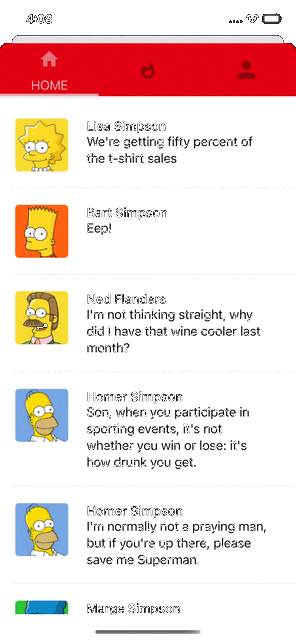 4:09
HOME
Lisa Simpson
We're getting fifty percent of
the t-shirt sales
Bart Simpson
Eep!
Ned Flanders
I'm not thinking straight, why
did I have that wine cooler last
month?
Homer Simpson
Son, when you participate in
sporting events, it's not
whether you win or lose: it's
how drunk you get.
Homer Simpson
I'm normally not a praying man,
but if you're up there, please
save me Superman.
Marge Simpson